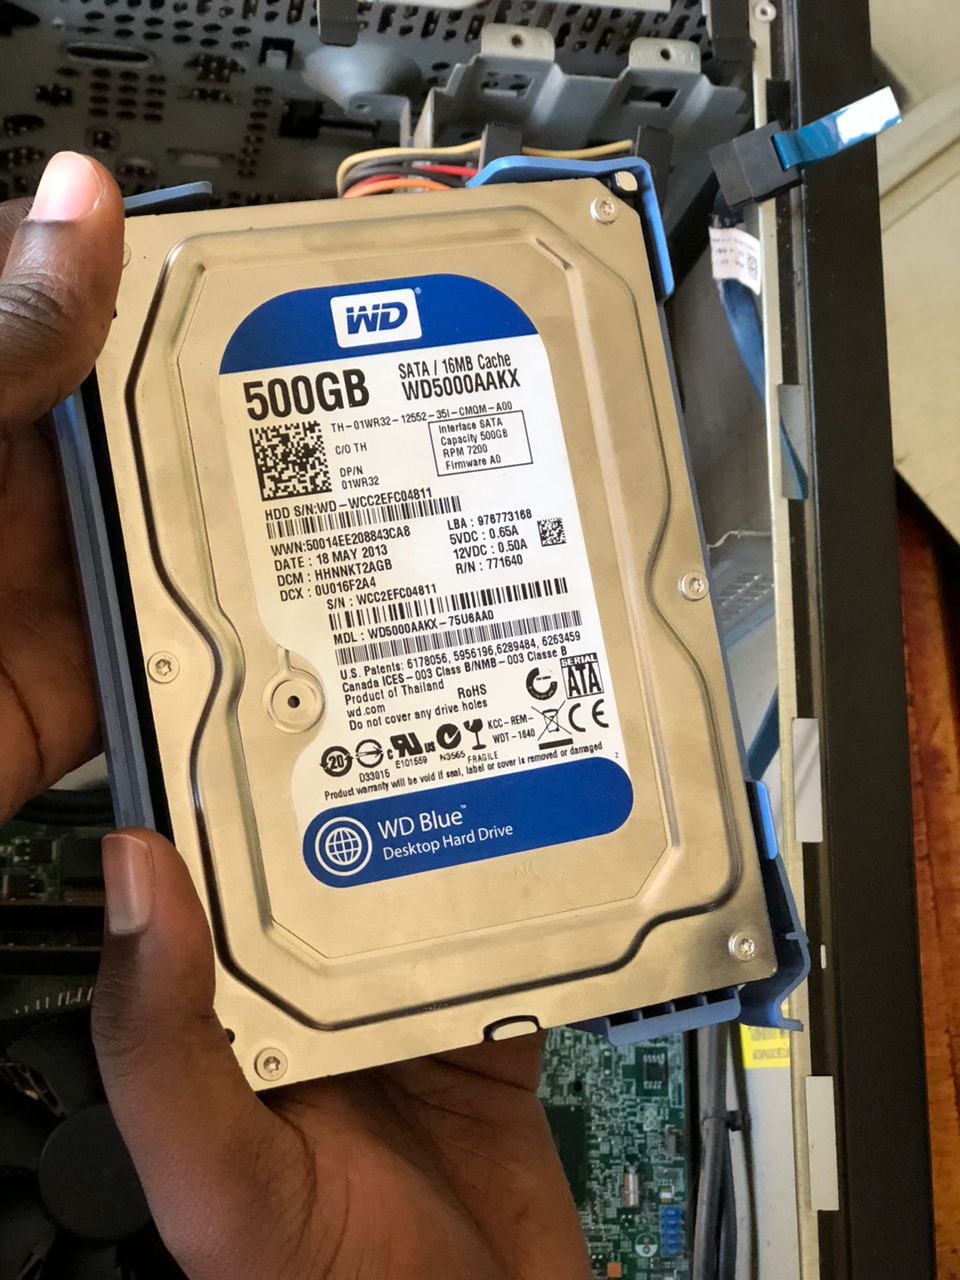 WD®
500GB
SATA / 16MB Cache
WD5000AAKX
TH-01WR32-12552-35I-CMQM-A00
C/O TH
DP/N
01WR32
Interface SATA
Capacity 500GB
RPM 7200
Firmware A0
HDD S/N:WD-WCC2EFC04811
WWN:50014EE208843CA8
DATE : 18 MAY 2013
DCM : HHNNKT2AGB
DCX : 0U016F2A4
LBA : 976773168
5VDC : 0.65A
12VDC : 0.50A
R/N : 771640
S/N : WCC2EFC04811
MDL : WD5000AAKX-75U6AA0
U.S. Patents: 6178056, 5956196, 6289484, 6263459
Canada ICES-003 Class B/NMB-003 Classe B
Product of Thailand
wd.com
RoHS
Do not cover any drive holes
SERIAL
ATA
20
D33015
c UL us
E101559
N3565
FRAGILE
KCC-REM-
WDT-1640
CE
Product warranty will be void if seal, label or cover is removed or damaged
Z
WD Blue™
Desktop Hard Drive